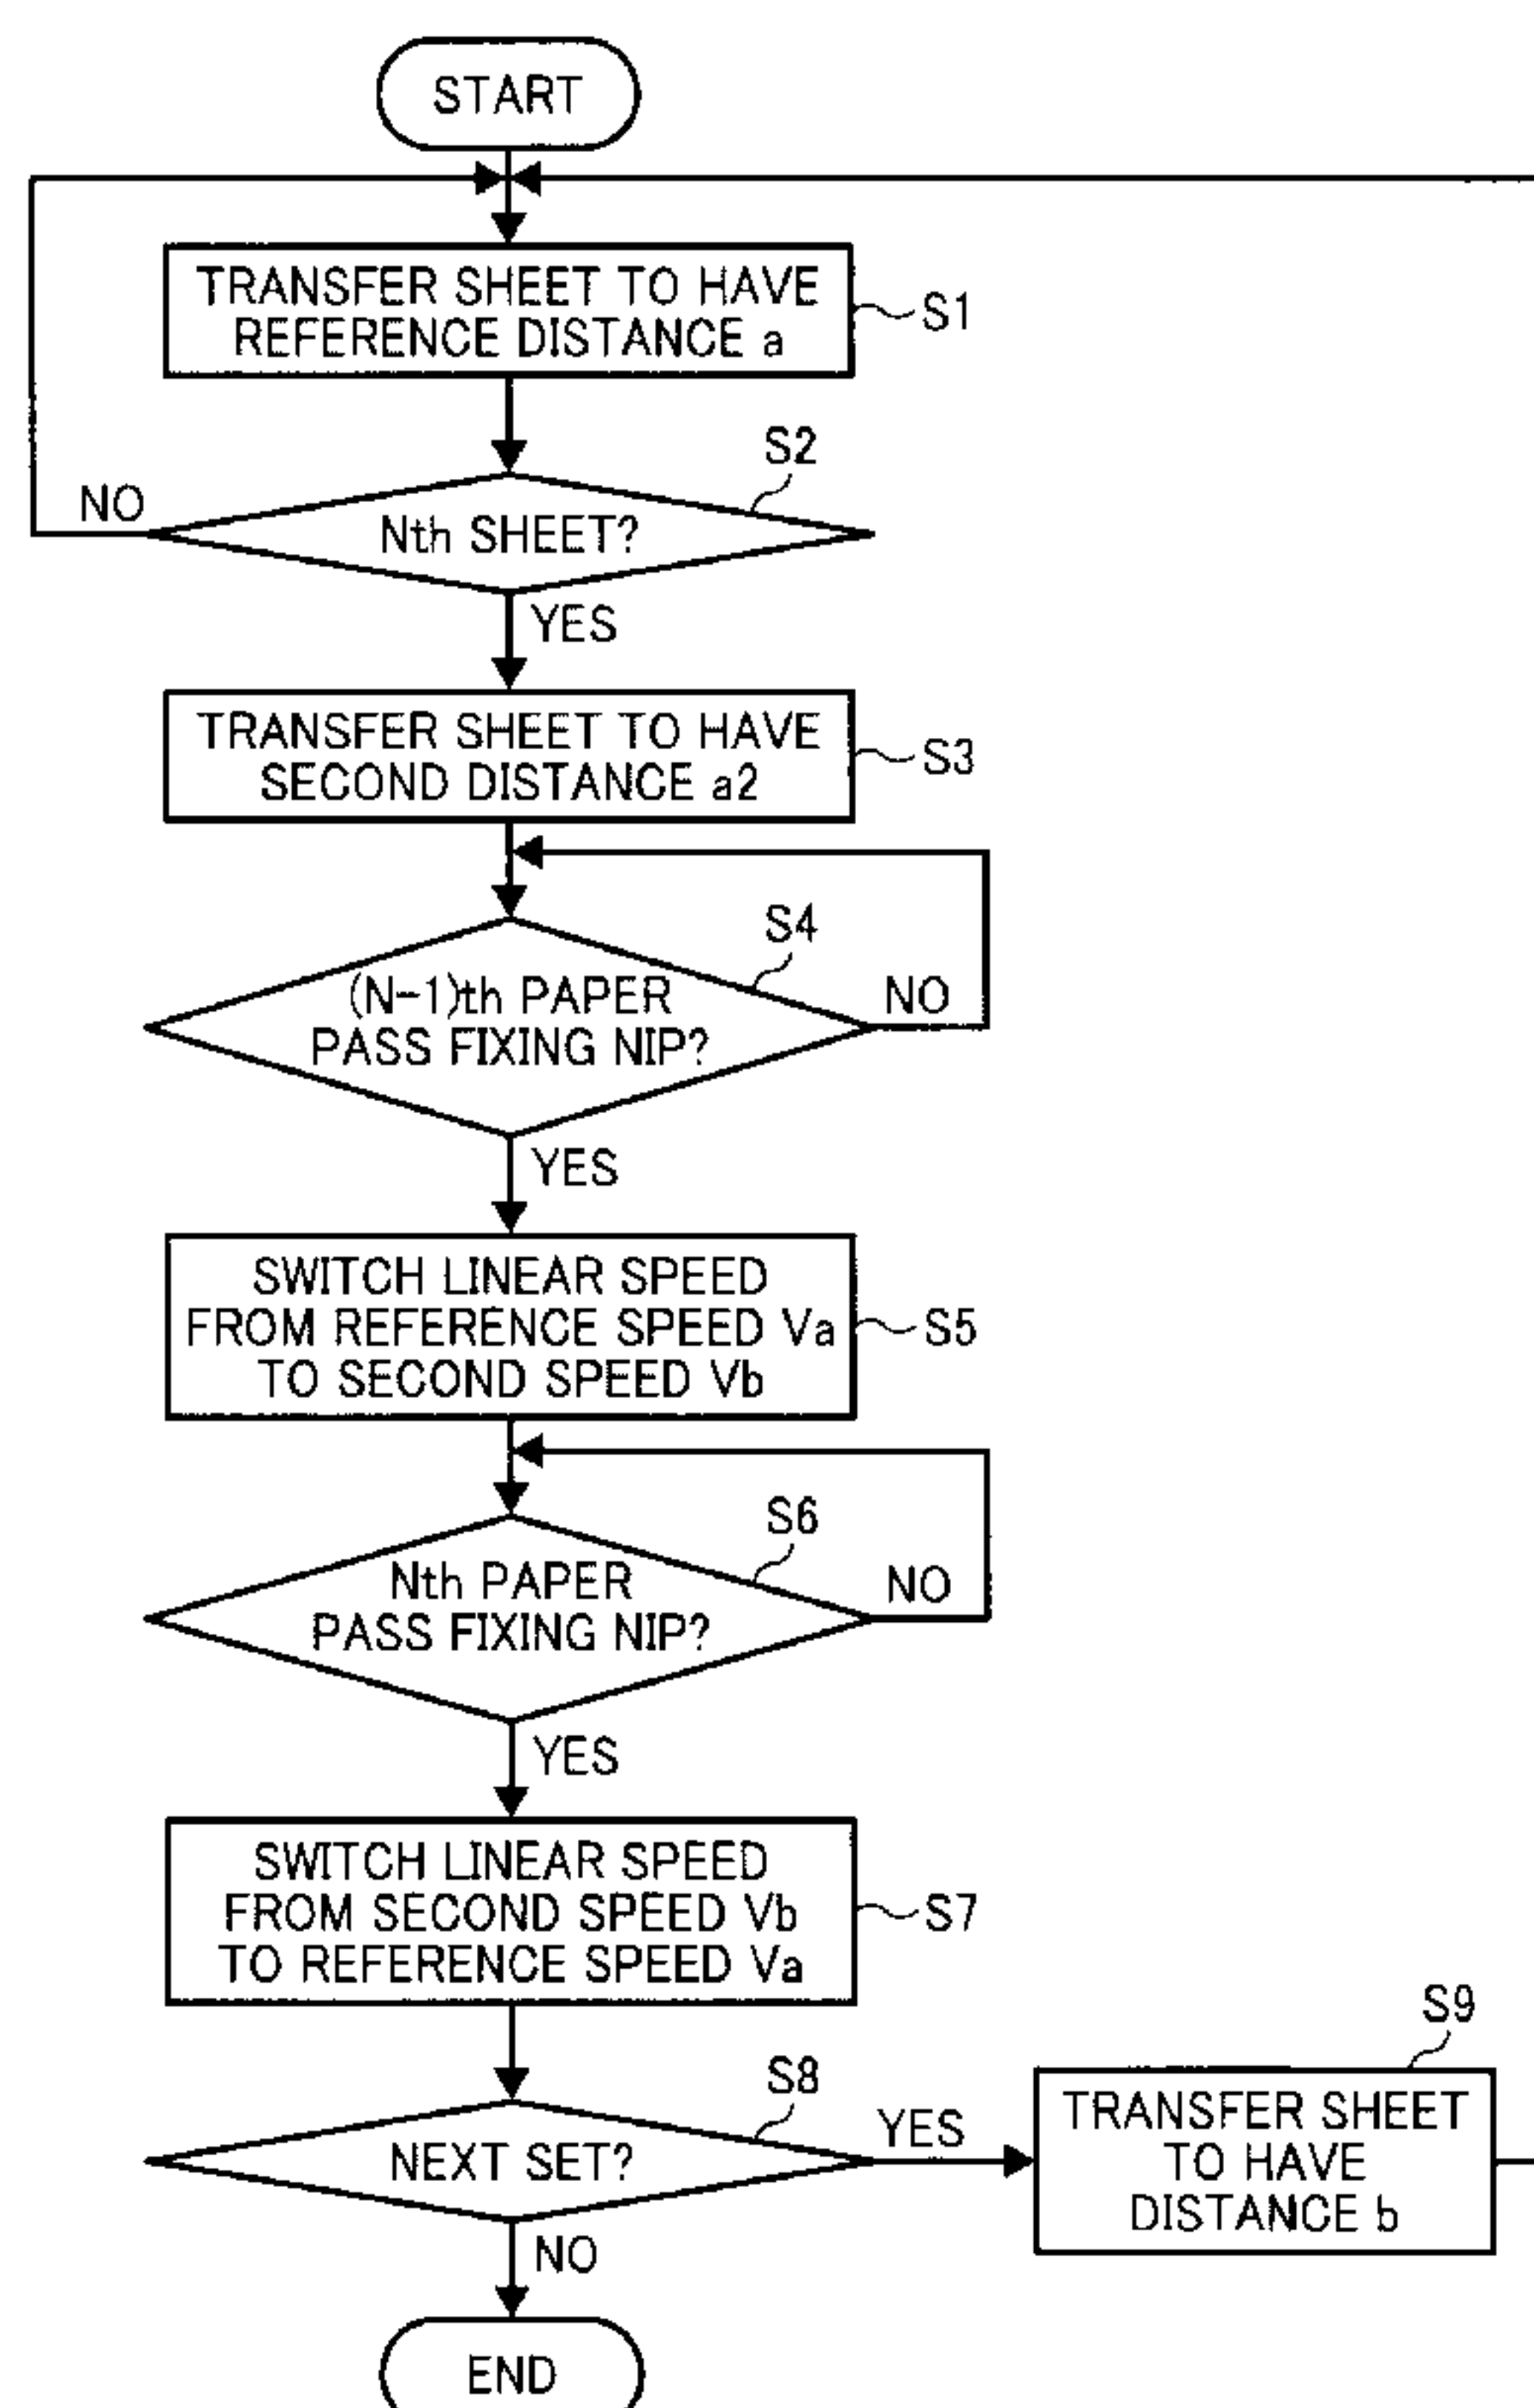 START
TRANSFER SHEET TO HAVE
REFERENCE DISTANCE a
S1
S2
NO
Nth SHEET?
YES
TRANSFER SHEET TO HAVE
SECOND DISTANCE a2
S3
S4
(N-1)th PAPER
PASS FIXING NIP?
NO
YES
SWITCH LINEAR SPEED
FROM REFERENCE SPEED Va
TO SECOND SPEED Vb
S5
S6
Nth PAPER
PASS FIXING NIP?
NO
YES
SWITCH LINEAR SPEED
FROM SECOND SPEED Vb
TO REFERENCE SPEED Va
S7
S8
NEXT SET?
YES
S9
TRANSFER SHEET
TO HAVE
DISTANCE b
NO
END